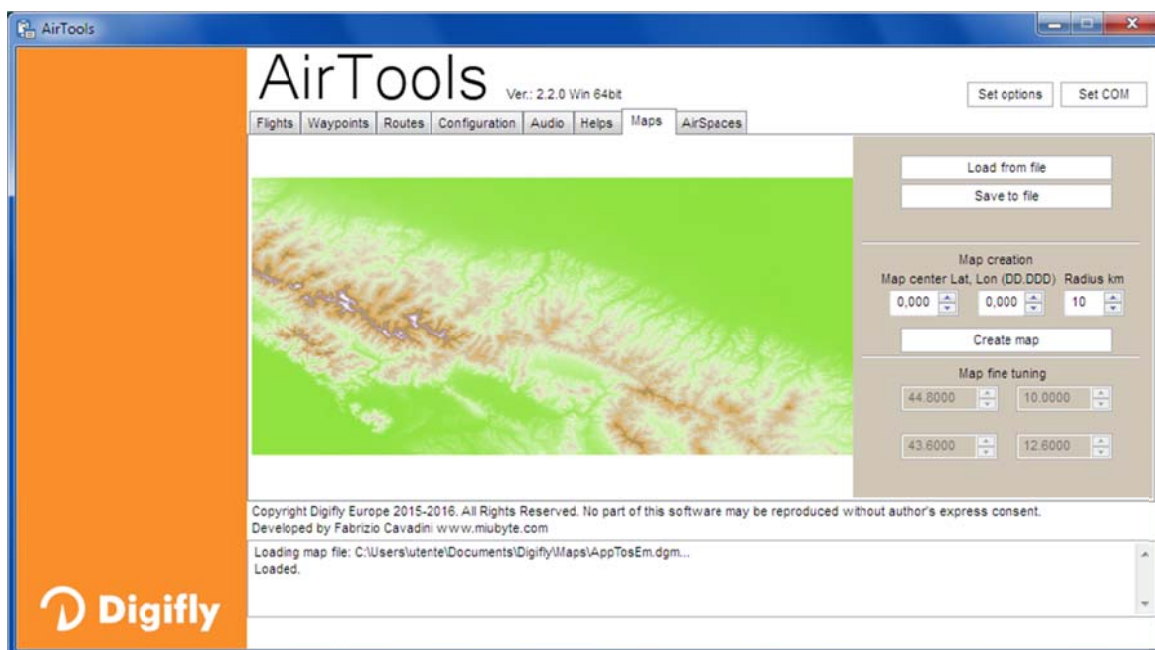 AirTools
AirTools Ver.: 2.2.0 Win 64bit
Set options Set COM
Flights Waypoints Routes Configuration Audio Helps Maps AirSpaces
Load from file
Save to file
Map creation
Map center Lat, Lon (DD.DDD) Radius km
0,000 0,000 10
Create map
Map fine tuning
44.8000 10.0000
43.6000 12.6000
Copyright Digifly Europe 2015-2016. All Rights Reserved. No part of this software may be reproduced without author's express consent.
Developed by Fabrizio Cavadini www.miubyte.com
Loading map file: C:\Users\utente\Documents\Digifly\Maps\AppTosEm.dgm...
Loaded.
Digifly